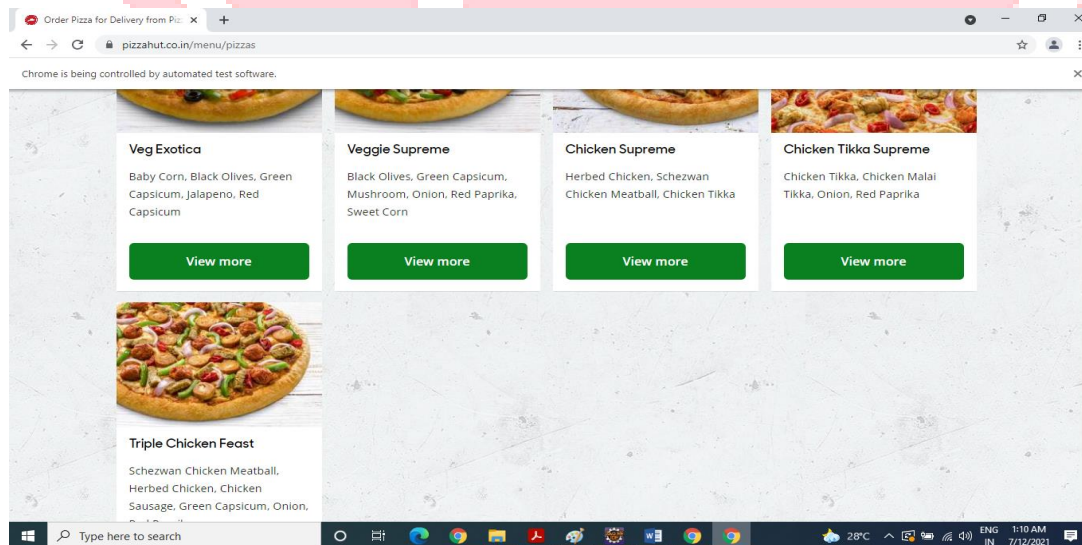 Order Pizza for Delivery from Piz
pizzahut.co.in/menu/pizzas
Chrome is being controlled by automated test software.
Veg Exotica
Baby Corn, Black Olives, Green
Capsicum, Jalapeno, Red
Capsicum
View more
Veggie Supreme
Black Olives, Green Capsicum,
Mushroom, Onion, Red Paprika,
Sweet Corn
View more
Chicken Supreme
Herbed Chicken, Schezwan
Chicken Meatball, Chicken Tikka
View more
Chicken Tikka Supreme
Chicken Tikka, Chicken Malai
Tikka, Onion, Red Paprika
View more
Triple Chicken Feast
Schezwan Chicken Meatball,
Herbed Chicken, Chicken
Sausage, Green Capsicum, Onion,
Type here to search
28°C
ENG
IN
1:10 AM
7/12/2021